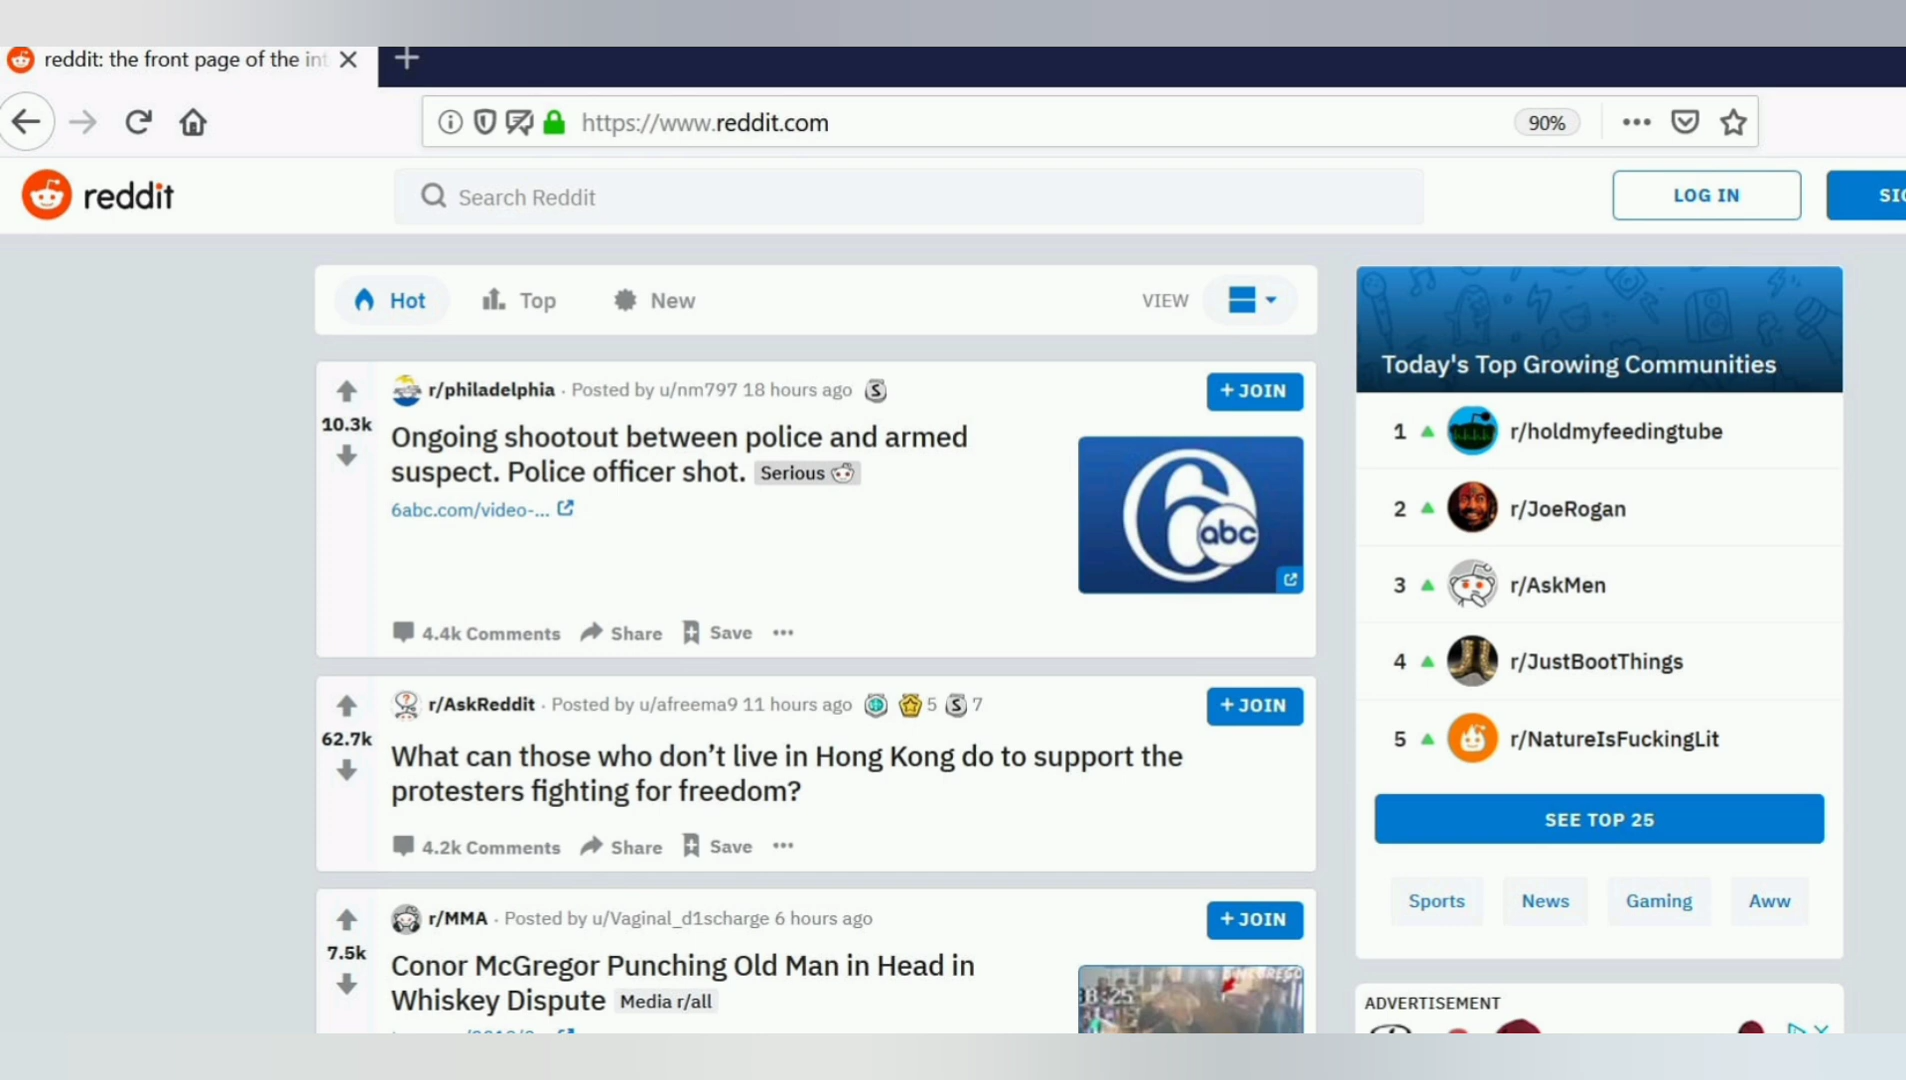 reddit: the front page of the int
https://www.reddit.com
90%
reddit
Search Reddit
LOG IN
Hot
Top
New
VIEW
r/philadelphia · Posted by u/nm797 18 hours ago
+ JOIN
10.3k
Ongoing shootout between police and armed
suspect. Police officer shot. Serious
6abc.com/video-...
6
abc
4.4k Comments Share Save
r/AskReddit · Posted by u/afreema9 11 hours ago 5 7
+ JOIN
62.7k
What can those who don’t live in Hong Kong do to support the
protesters fighting for freedom?
4.2k Comments Share Save
r/MMA · Posted by u/Vaginal_d1scharge 6 hours ago
+ JOIN
7.5k
Conor McGregor Punching Old Man in Head in
Whiskey Dispute Media r/all
Today's Top Growing Communities
1 r/holdmyfeedingtube
2 r/JoeRogan
3 r/AskMen
4 r/JustBootThings
5 r/NatureIsFuckingLit
SEE TOP 25
Sports News Gaming Aww
ADVERTISEMENT